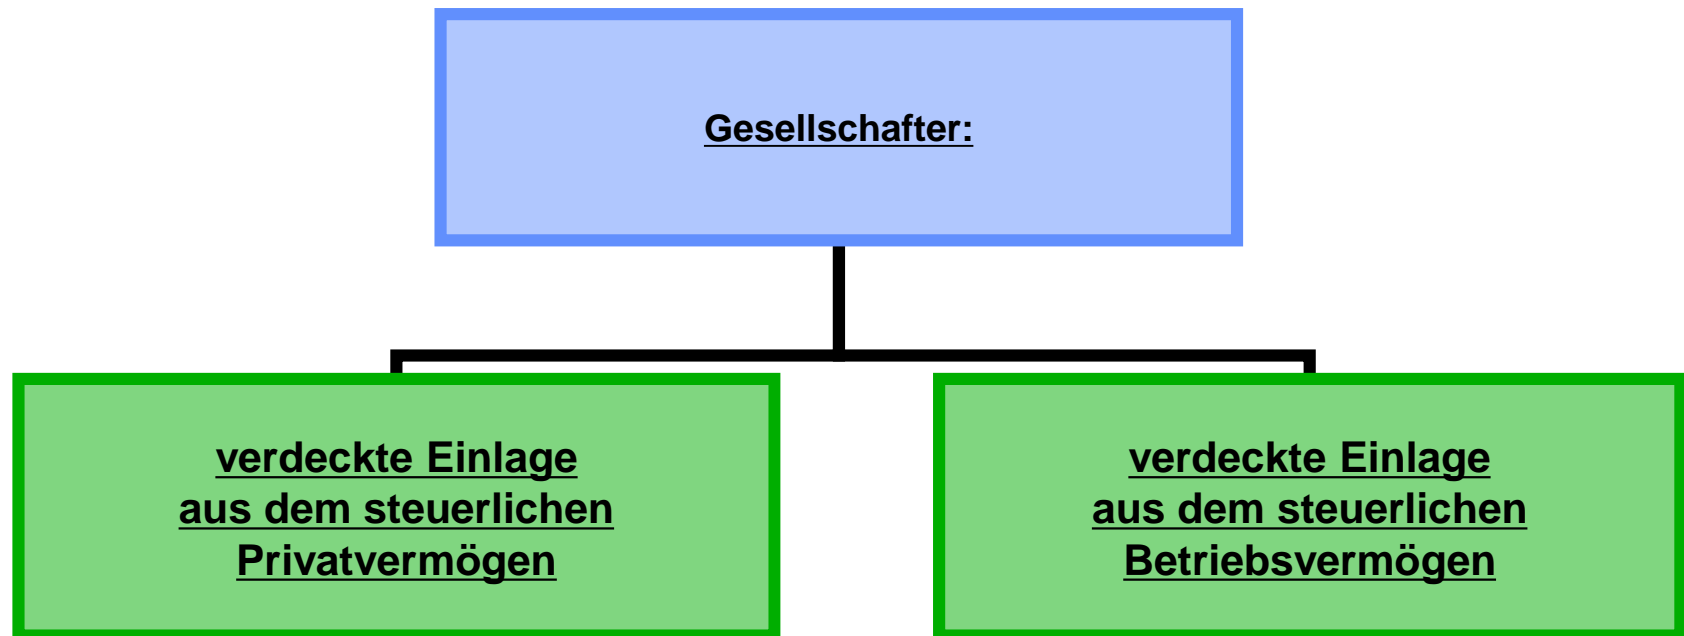 Gesellschafter:
verdeckte Einlage
aus dem steuerlichen
Privatvermögen
verdeckte Einlage
aus dem steuerlichen
Betriebsvermögen